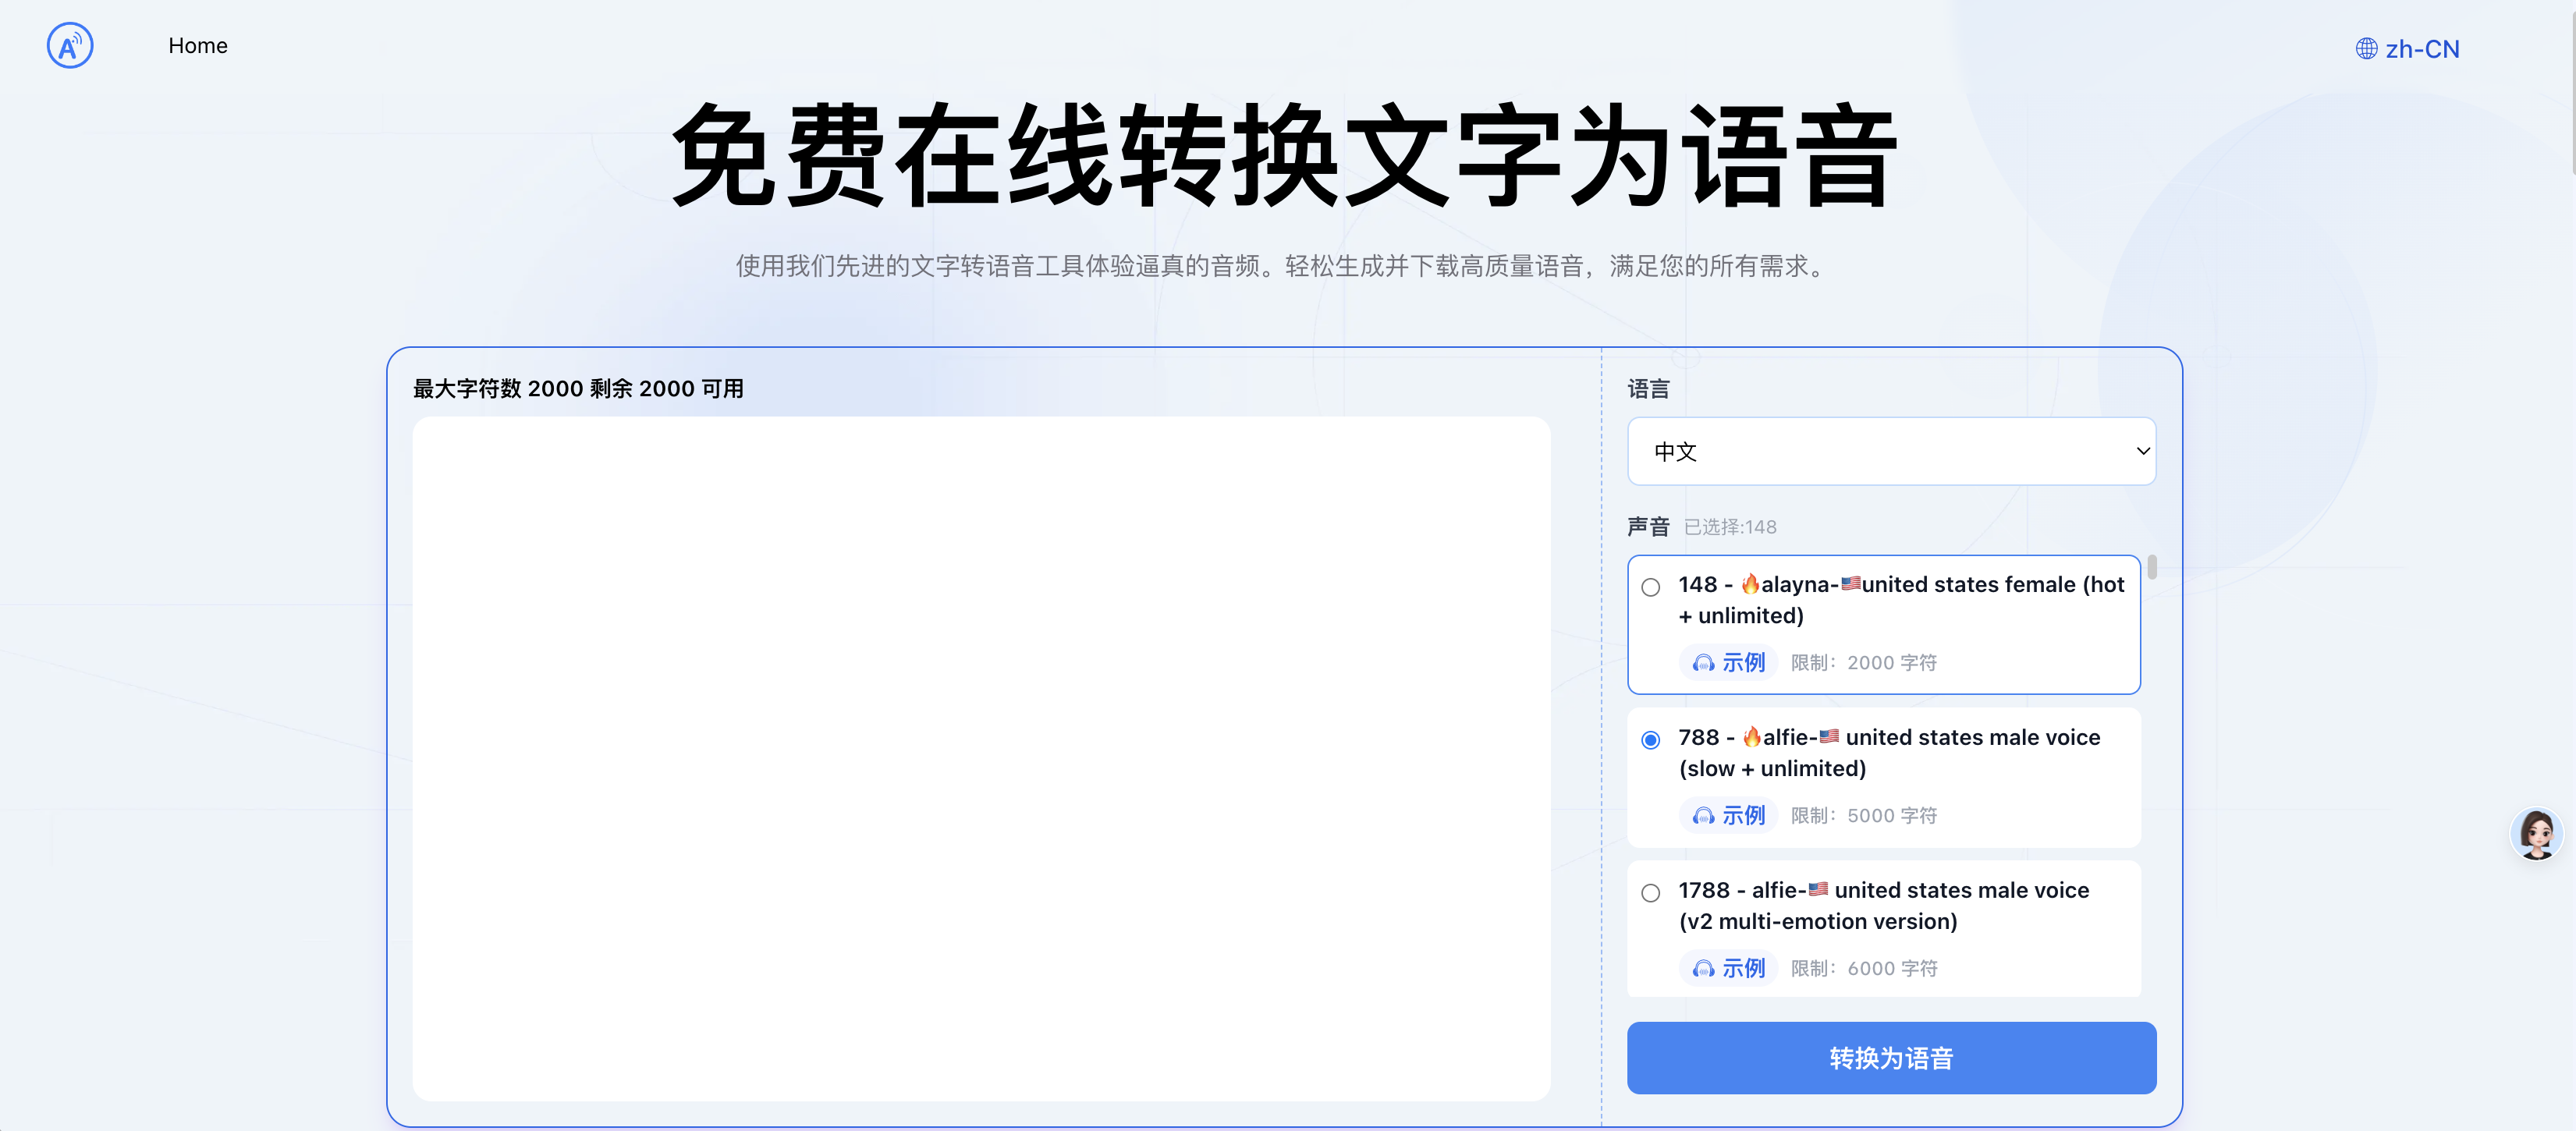 A
Home
zh-CN
免费在线转换文字为语音
使用我们先进的文字转语音工具体验逼真的音频。轻松生成并下载高质量语音，满足您的所有需求。
最大字符数 2000 剩余 2000 可用
语言
中文
声音 已选择:148
148 - 🔥alayna-🇺🇸united states female (hot
+ unlimited)
示例 限制：2000 字符
788 - 🔥alfie-🇺🇸 united states male voice
(slow + unlimited)
示例 限制：5000 字符
1788 - alfie-🇺🇸 united states male voice
(v2 multi-emotion version)
示例 限制：6000 字符
转换为语音